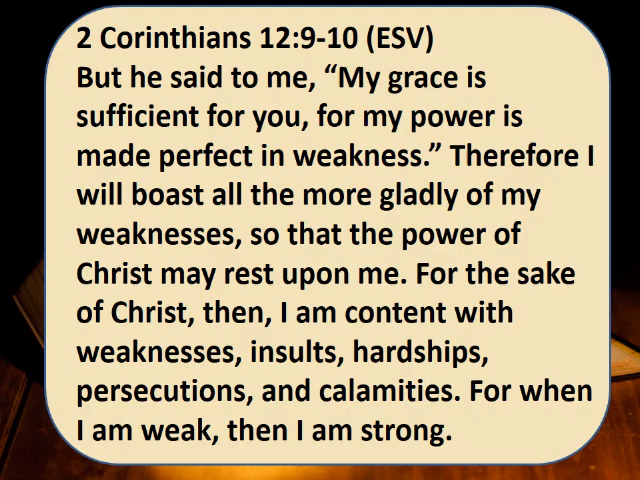 2 Corinthians 12:9-10 (ESV)
But he said to me, “My grace is
sufficient for you, for my power is
made perfect in weakness.” Therefore I
will boast all the more gladly of my
weaknesses, so that the power of
Christ may rest upon me. For the sake
of Christ, then, I am content with
weaknesses, insults, hardships,
persecutions, and calamities. For when
I am weak, then I am strong.